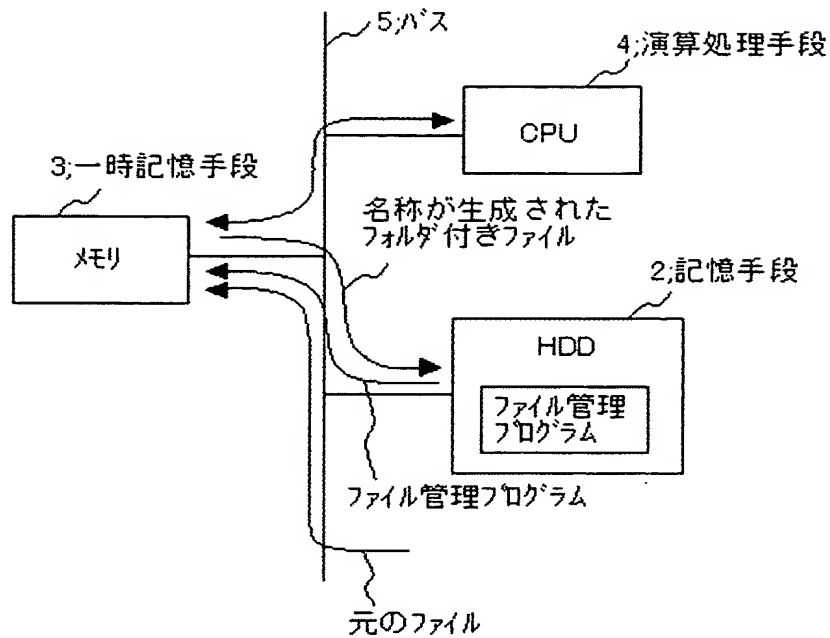 5;バス
4;演算処理手段
CPU
3;一時記憶手段
メモリ
名称が生成された
フォルダ付きファイル
2;記憶手段
HDD
ファイル管理
プログラム
ファイル管理プログラム
元のファイル